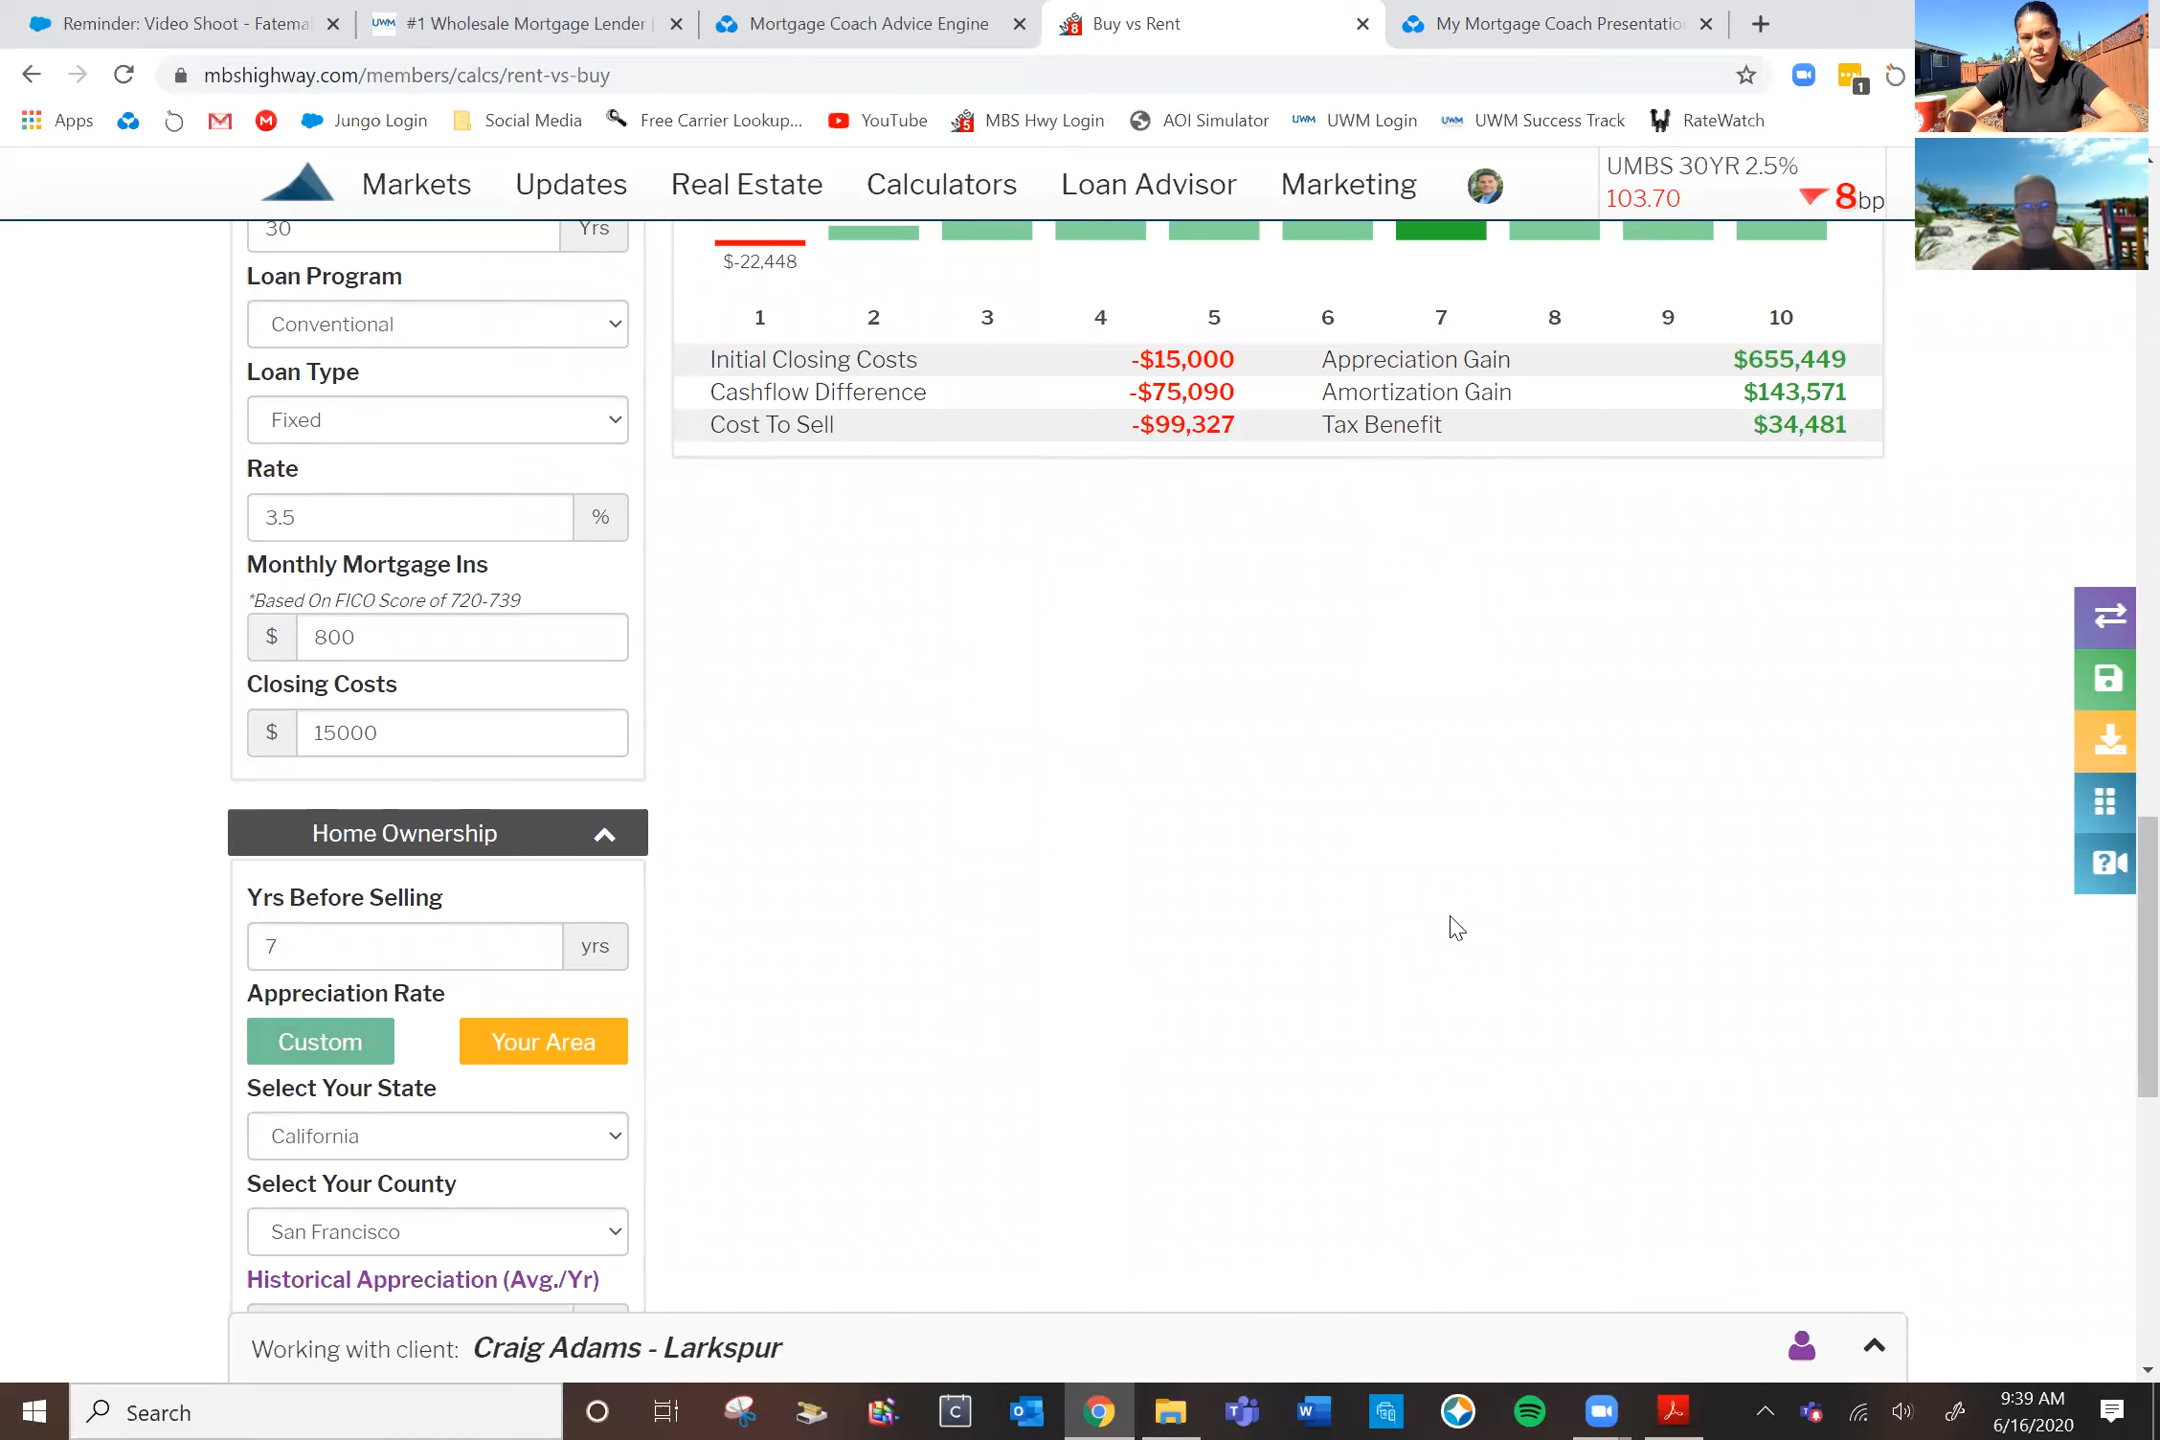 Reminder: Video Shoot - Fatema
UWM #1 Wholesale Mortgage Lender
Mortgage Coach Advice Engine
Buy vs Rent
My Mortgage Coach Presentatio
mbshighway.com/members/calcs/rent-vs-buy
1
Apps
Jungo Login
Social Media
Free Carrier Lookup...
YouTube
MBS Hwy Login
AOI Simulator
UWM UWM Login
UWM UWM Success Track
RateWatch
Markets Updates Real Estate Calculators Loan Advisor Marketing
UMBS 30YR 2.5%
103.70 8bp
30 Yrs
Loan Program
Conventional
Loan Type
Fixed
Rate
3.5 %
Monthly Mortgage Ins
*Based On FICO Score of 720-739
$ 800
Closing Costs
$ 15000
Home Ownership
Yrs Before Selling
7 yrs
Appreciation Rate
Custom Your Area
Select Your State
California
Select Your County
San Francisco
Historical Appreciation (Avg./Yr)
$-22,448
1 2 3 4 5 6 7 8 9 10
Initial Closing Costs -$15,000 Appreciation Gain $655,449
Cashflow Difference -$75,090 Amortization Gain $143,571
Cost To Sell -$99,327 Tax Benefit $34,481
Working with client: Craig Adams - Larkspur
Search
9:39 AM
6/16/2020